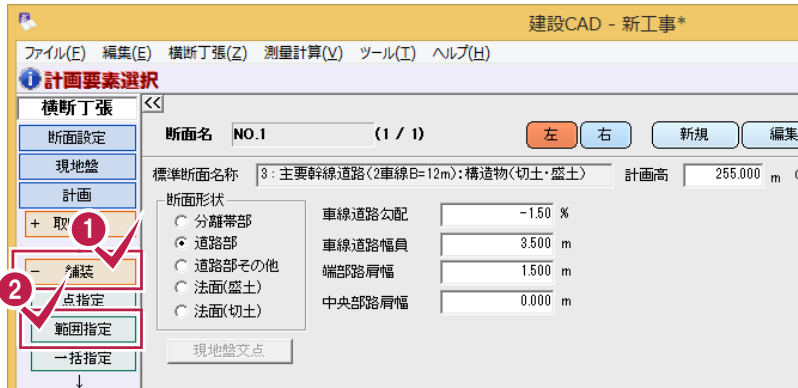 建設CAD - 新工事*
ファイル(F) 編集(E) 横断丁張(Z) 測量計算(V) ツール(T) ヘルプ(H)
計画要素選択
横断丁張
<<
断面設定
断面名 NO.1 (1 / 1) 左 右 新規 編集
現地盤
標準断面名称 3:主要幹線道路(2車線B=12m):構造物(切土・盛土) 計画高 255.000 m
計画
断面形状
分離帯部
道路部
道路部その他
法面(盛土)
法面(切土)
車線道路勾配 -1.50 %
車線道路幅員 3.500 m
端部路肩幅 1.500 m
中央部路肩幅 0.000 m
現地盤交点
+ 取
1
- 舗装
2
点指定
範囲指定
一括指定
↓